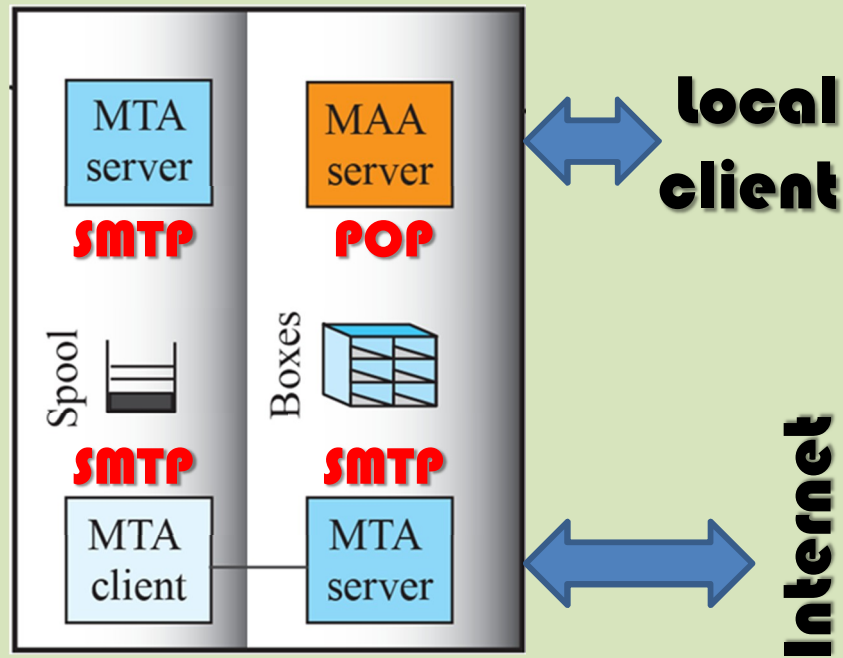 MTA
server
SMTP
Spool
SMTP
MTA
client
MAA
server
POP
Boxes
SMTP
MTA
server
Local
client
Internet